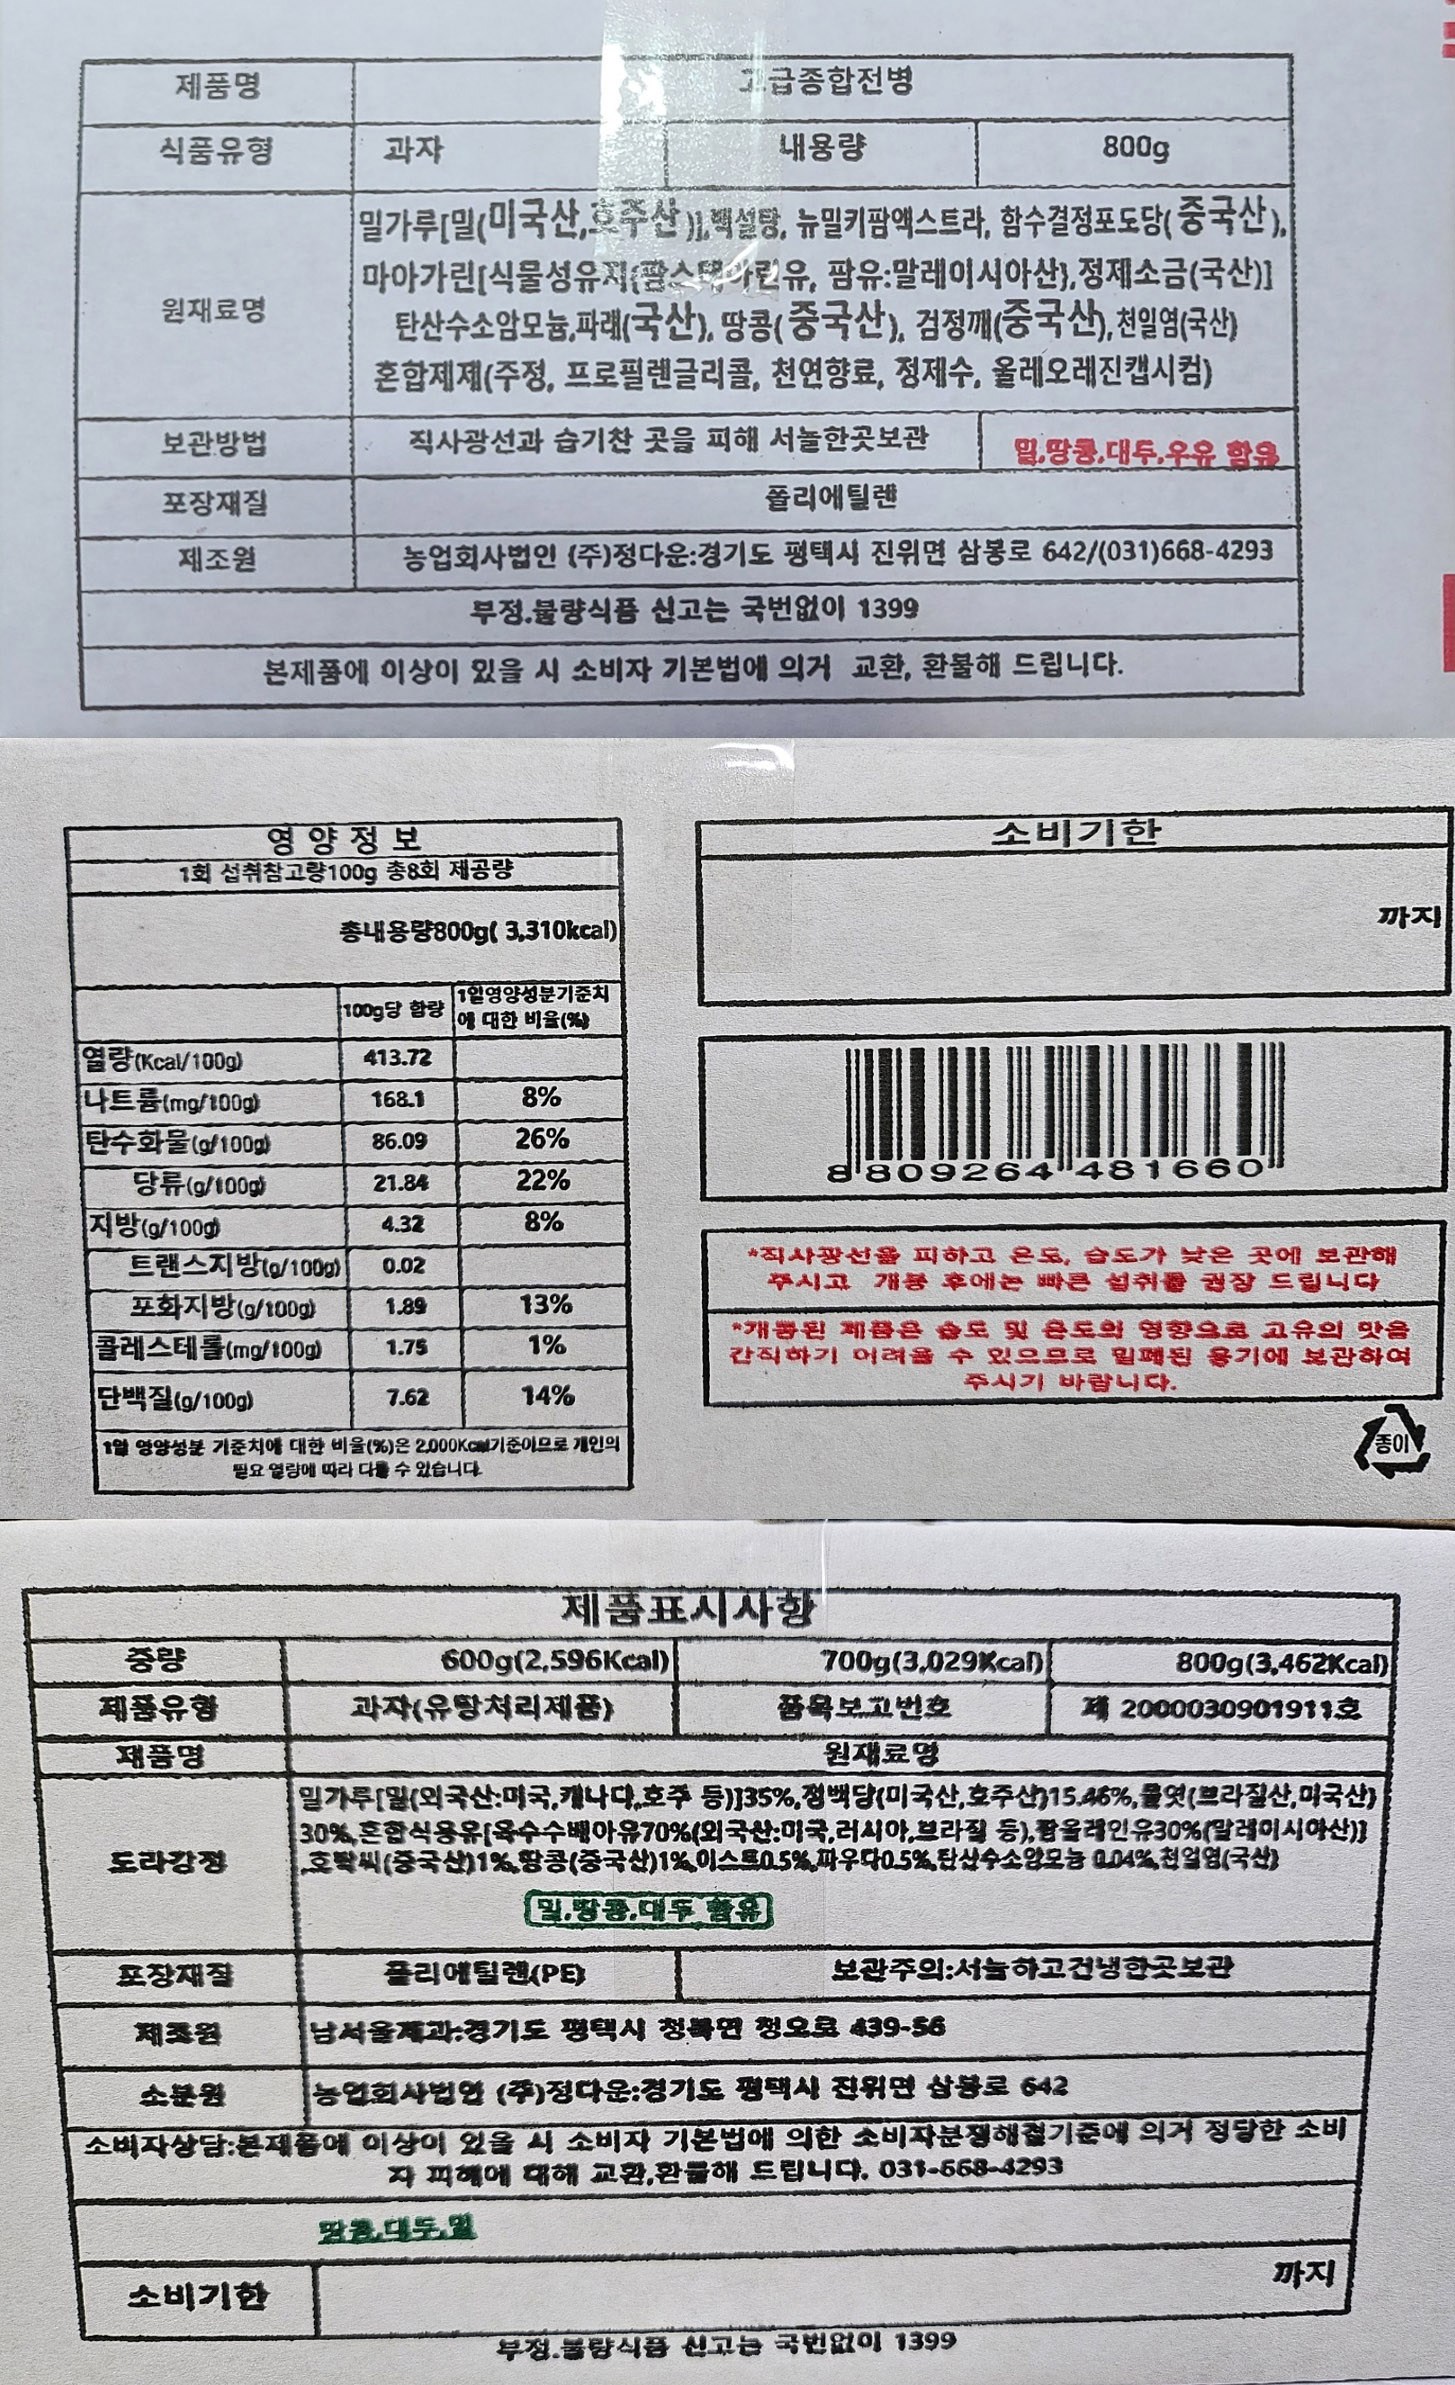 제품명 고급종합전병
식품유형 과자 내용량 800g
원재료명
밀가루[밀(미국산,호주산)],백설탕, 뉴밀키팜액스트라, 함수결정포도당(중국산),
마아가린[식물성유지(팜스테아린유, 팜유:말레이시아산},정제소금(국산)]
탄산수소암모늄,파래(국산), 땅콩(중국산), 검정깨(중국산),천일염(국산)
혼합제제(주정, 프로필렌글리콜, 천연향료, 정제수, 올레오레진캡시컴)
보관방법 직사광선과 습기찬 곳을 피해 서늘한곳보관 밀,땅콩,대두,우유 함유
포장재질 폴리에틸렌
제조원 농업회사법인 (주)정다운:경기도 평택시 진위면 삼봉로 642/(031)668-4293
부정.불량식품 신고는 국번없이 1399
본제품에 이상이 있을 시 소비자 기본법에 의거 교환, 환불해 드립니다.
영양정보
1회 섭취참고량100g 총8회 제공량
총내용량800g( 3,310kcal)
100g당 함량 1일영양성분기준치
에 대한 비율(%)
열량(Kcal/100g) 413.72
나트륨(mg/100g) 168.1 8%
탄수화물(g/100g) 86.09 26%
당류(g/100g) 21.84 22%
지방(g/100g) 4.32 8%
트랜스지방(g/100g) 0.02
포화지방(g/100g) 1.89 13%
콜레스테롤(mg/100g) 1.75 1%
단백질(g/100g) 7.62 14%
1일 영양성분 기준치에 대한 비율(%)은 2,000Kcal기준이므로 개인의
필요 열량에 따라 다를 수 있습니다.
소비기한
까지
8809264481660
*직사광선을 피하고 온도, 습도가 낮은 곳에 보관해
주시고 개봉 후에는 빠른 섭취를 권장 드립니다
*개봉된 제품은 습도 및 온도의 영향으로 고유의 맛을
간직하기 어려울 수 있으므로 밀폐된 용기에 보관하여
주시기 바랍니다.
종이
제품표시사항
중량 600g(2,596Kcal) 700g(3,029Kcal) 800g(3,462Kcal)
제품유형 과자(유탕처리제품) 품목보고번호 제 2000030901911호
제품명 원재료명
도라강정
밀가루[밀(외국산:미국,캐나다,호주 등)]35%,정백당(미국산,호주산)15.46%,물엿(브라질산,미국산)
30%,혼합식용유[옥수수배아유70%(외국산:미국,러시아,브라질 등),팜올레인유30%(말레이시아산)]
,호박씨(중국산)1%,땅콩(중국산)1%,이스트0.5%,파우다0.5%,탄산수소암모늄 0.04%,천일염(국산)
밀,땅콩,대두 함유
포장재질 폴리에틸렌(PE) 보관주의:서늘하고건냉한곳보관
제조원 남서울제과:경기도 평택시 청북면 청오로 439-56
소분원 농업회사법인 (주)정다운:경기도 평택시 진위면 삼봉로 642
소비자상담:본제품에 이상이 있을 시 소비자 기본법에 의한 소비자분쟁해결기준에 의거 정당한 소비
자 피해에 대해 교환,환불해 드립니다. 031-668-4293
땅콩,대두,밀
소비기한 까지
부정.불량식품 신고는 국번없이 1399